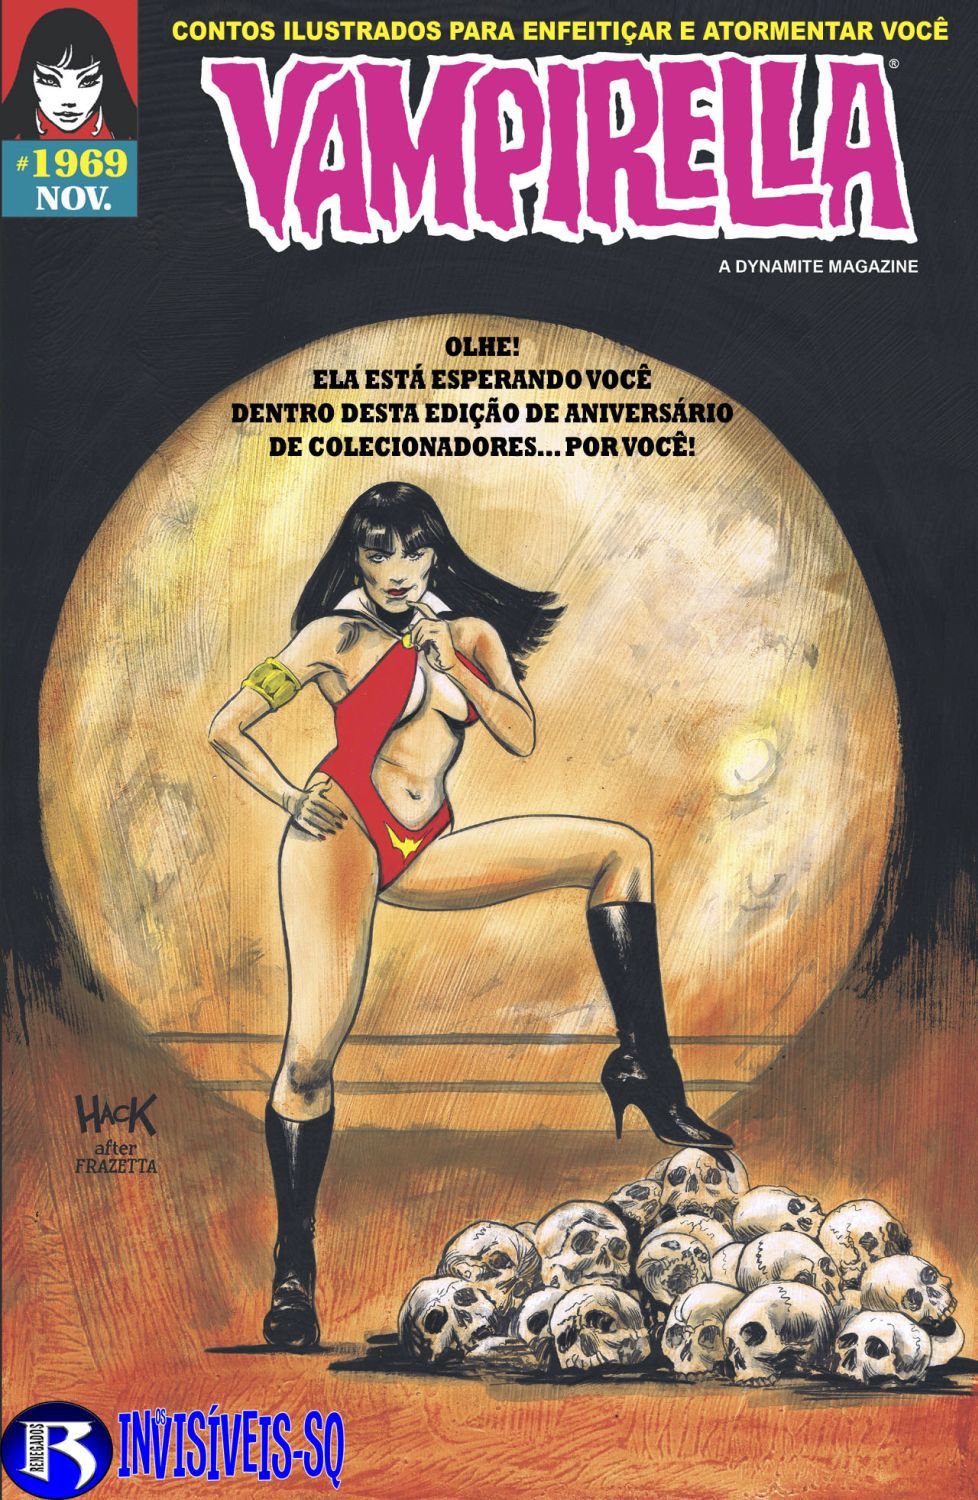 CONTOS ILUSTRADOS PARA ENFEITIÇAR E ATORMENTAR VOCÊ
VAMPIRELLA®
#1969
NOV.
A DYNAMITE MAGAZINE
OLHE!
ELA ESTÁ ESPERANDO VOCÊ
DENTRO DESTA EDIÇÃO DE ANIVERSÁRIO
DE COLECIONADORES... POR VOCÊ!
HACK
after
FRAZETTA
RENEGADOS
R
OS
INVISÍVEIS-SQ